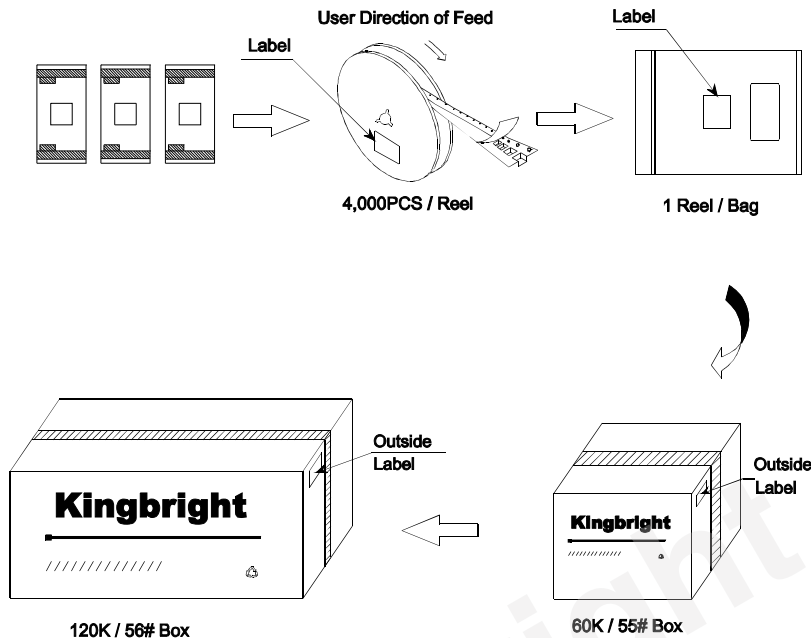 User Direction of Feed
Label
Label
4,000PCS / Reel
1 Reel / Bag
Outside
Label
Kingbright
120K / 56# Box
Outside
Label
Kingbright
60K / 55# Box